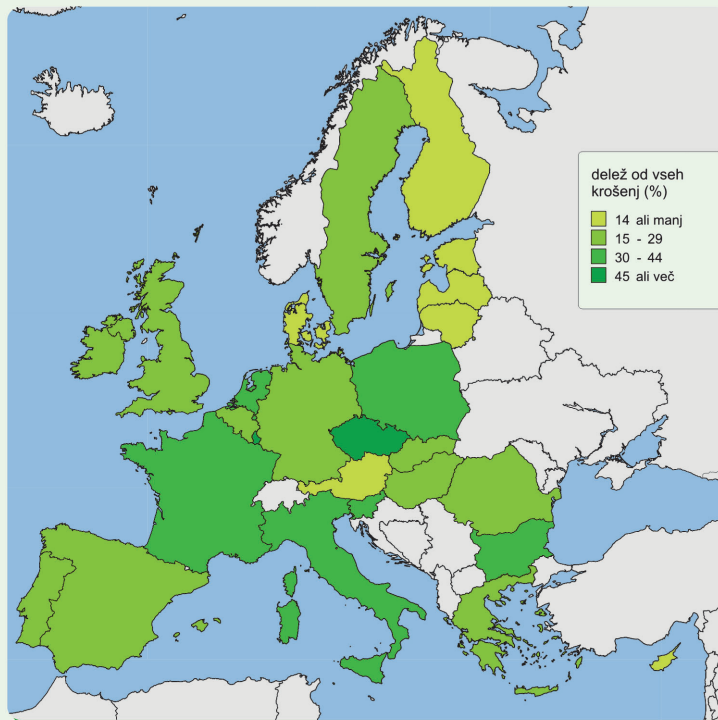 delež od vseh
krošenj (%)
14 ali manj
15 - 29
30 - 44
45 ali več